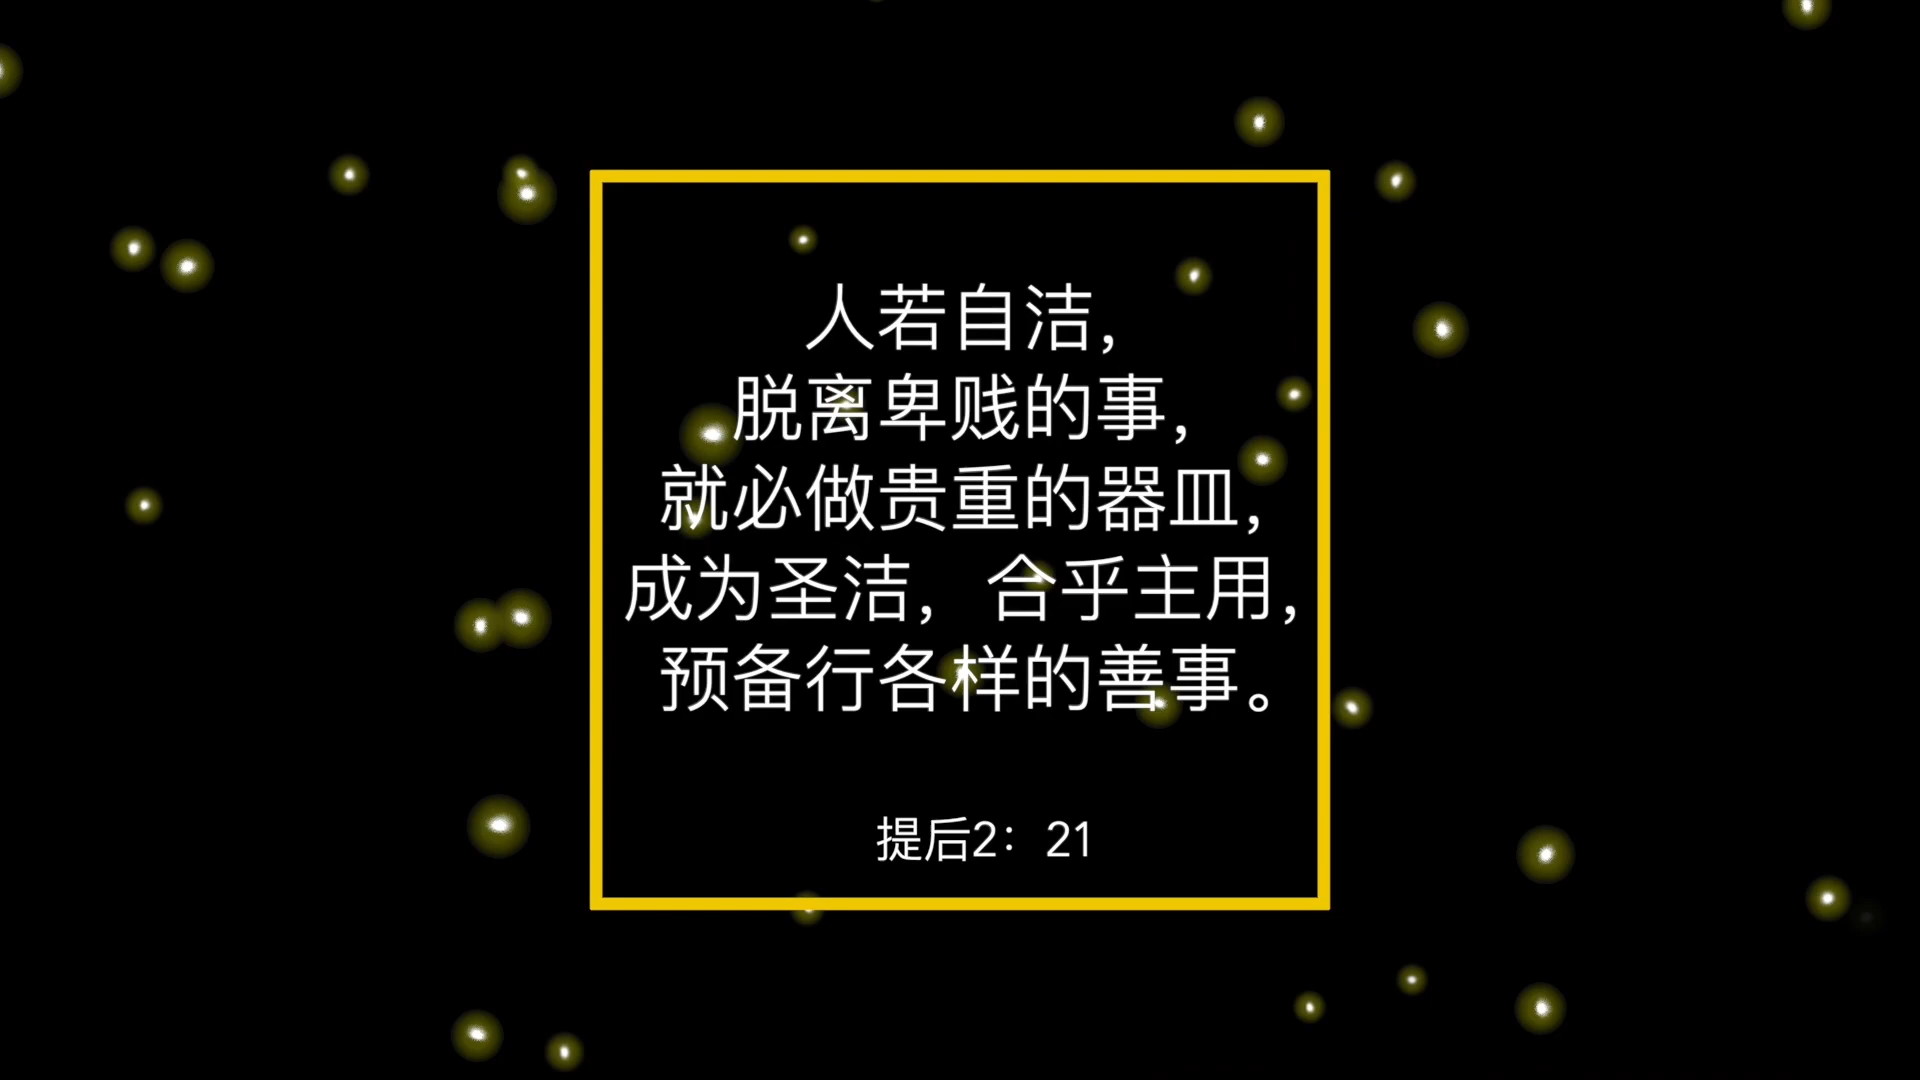 人若自洁，
脱离卑贱的事，
就必做贵重的器皿，
成为圣洁，合乎主用，
预备行各样的善事。
提后2：21